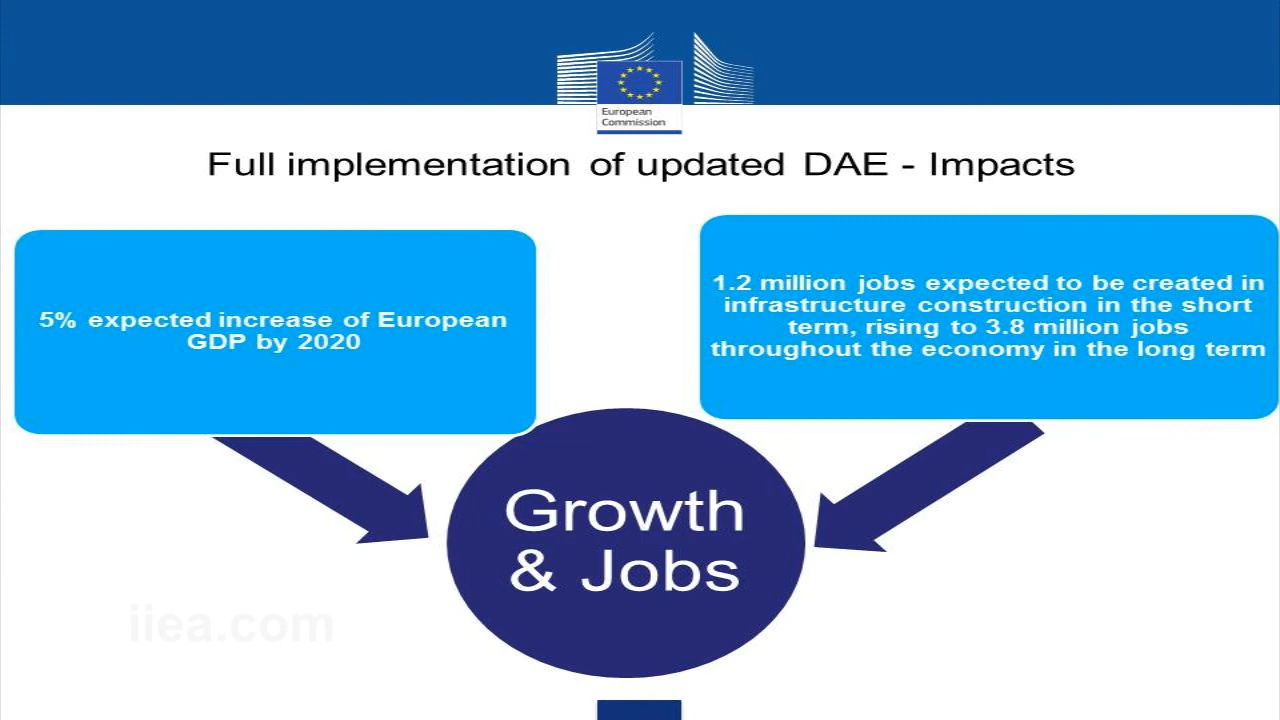 European
Commission
Full implementation of updated DAE - Impacts
5% expected increase of European
GDP by 2020
1.2 million jobs expected to be created in
infrastructure construction in the short
term, rising to 3.8 million jobs
throughout the economy in the long term
Growth
& Jobs
iiea.com